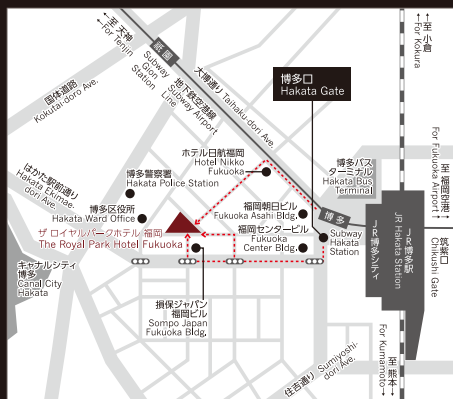 ←至 天神
←For Tenjin
祇園
Subway
Gion
Station
地下鉄空港線
Subway Airport
Line
大博通り Taihaku-dori Ave.
国体道路
Kokutai-doro Ave.
博多口
Hakata Gate
←至 小倉
←For Kokura
For Fukuoka Airport→
至 福岡空港→
はかた駅前通り
Hakata Ekimae-
dori Ave.
博多警察署
Hakata Police Station
ホテル日航福岡
Hotel Nikko
Fukuoka
博多バス
ターミナル
Hakata Bus
Terminal
博多区役所
Hakata Ward Office
福岡朝日ビル
Fukuoka Asahi Bldg.
博多
Subway
Hakata
Station
ザ ロイヤルパークホテル 福岡
The Royal Park Hotel Fukuoka
福岡センタービル
Fukuoka
Center Bldg.
JR博多シティ
JR博多駅
JR Hakata Station
筑紫口
Chikushi Gate
キャナルシティ
博多
Canal City
Hakata
損保ジャパン
福岡ビル
Sompo Japan
Fukuoka Bldg.
住吉通り Sumiyoshi-
dori Ave.
至 熊本→
For Kumamoto→